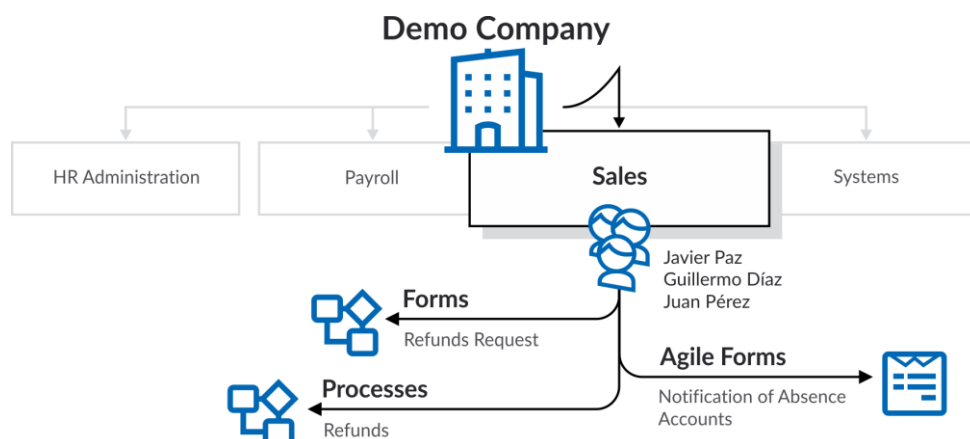 Demo Company
HR Administration
Payroll
Sales
Systems
Javier Paz
Guillermo Díaz
Juan Pérez
Forms
Refunds Request
Agile Forms
Notification of Absence
Accounts
Processes
Refunds